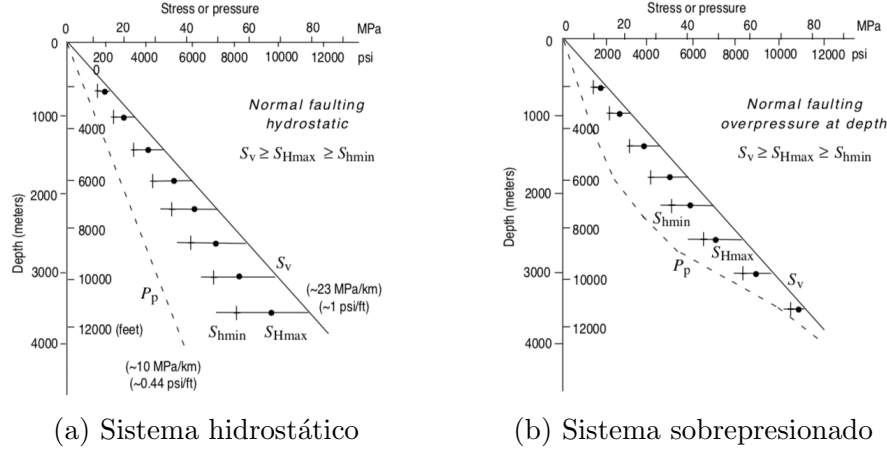 Stress or pressure
0 20 40 60 80 MPa
0 200 4000 6000 8000 10000 12000 psi
0
1000 4000
6000
2000
8000
3000 10000
12000 (feet)
4000
Depth (meters)
Normal faulting
hydrostatic
Sv ≥ SHmax ≥ Shmin
Sv
(~23 MPa/km)
(~1 psi/ft)
Pp
Shmin SHmax
(~10 MPa/km)
(~0.44 psi/ft)
(a) Sistema hidrostático
Stress or pressure
0 20 40 60 80 MPa
2000 4000 6000 8000 10000 12000 psi
0
1000
4000
6000
2000
8000
3000 10000
12000
4000
Depth (meters)
Normal faulting
overpressure at depth
Sv ≥ SHmax ≥ Shmin
Shmin
SHmax
Pp
Sv
(b) Sistema sobrepresionado